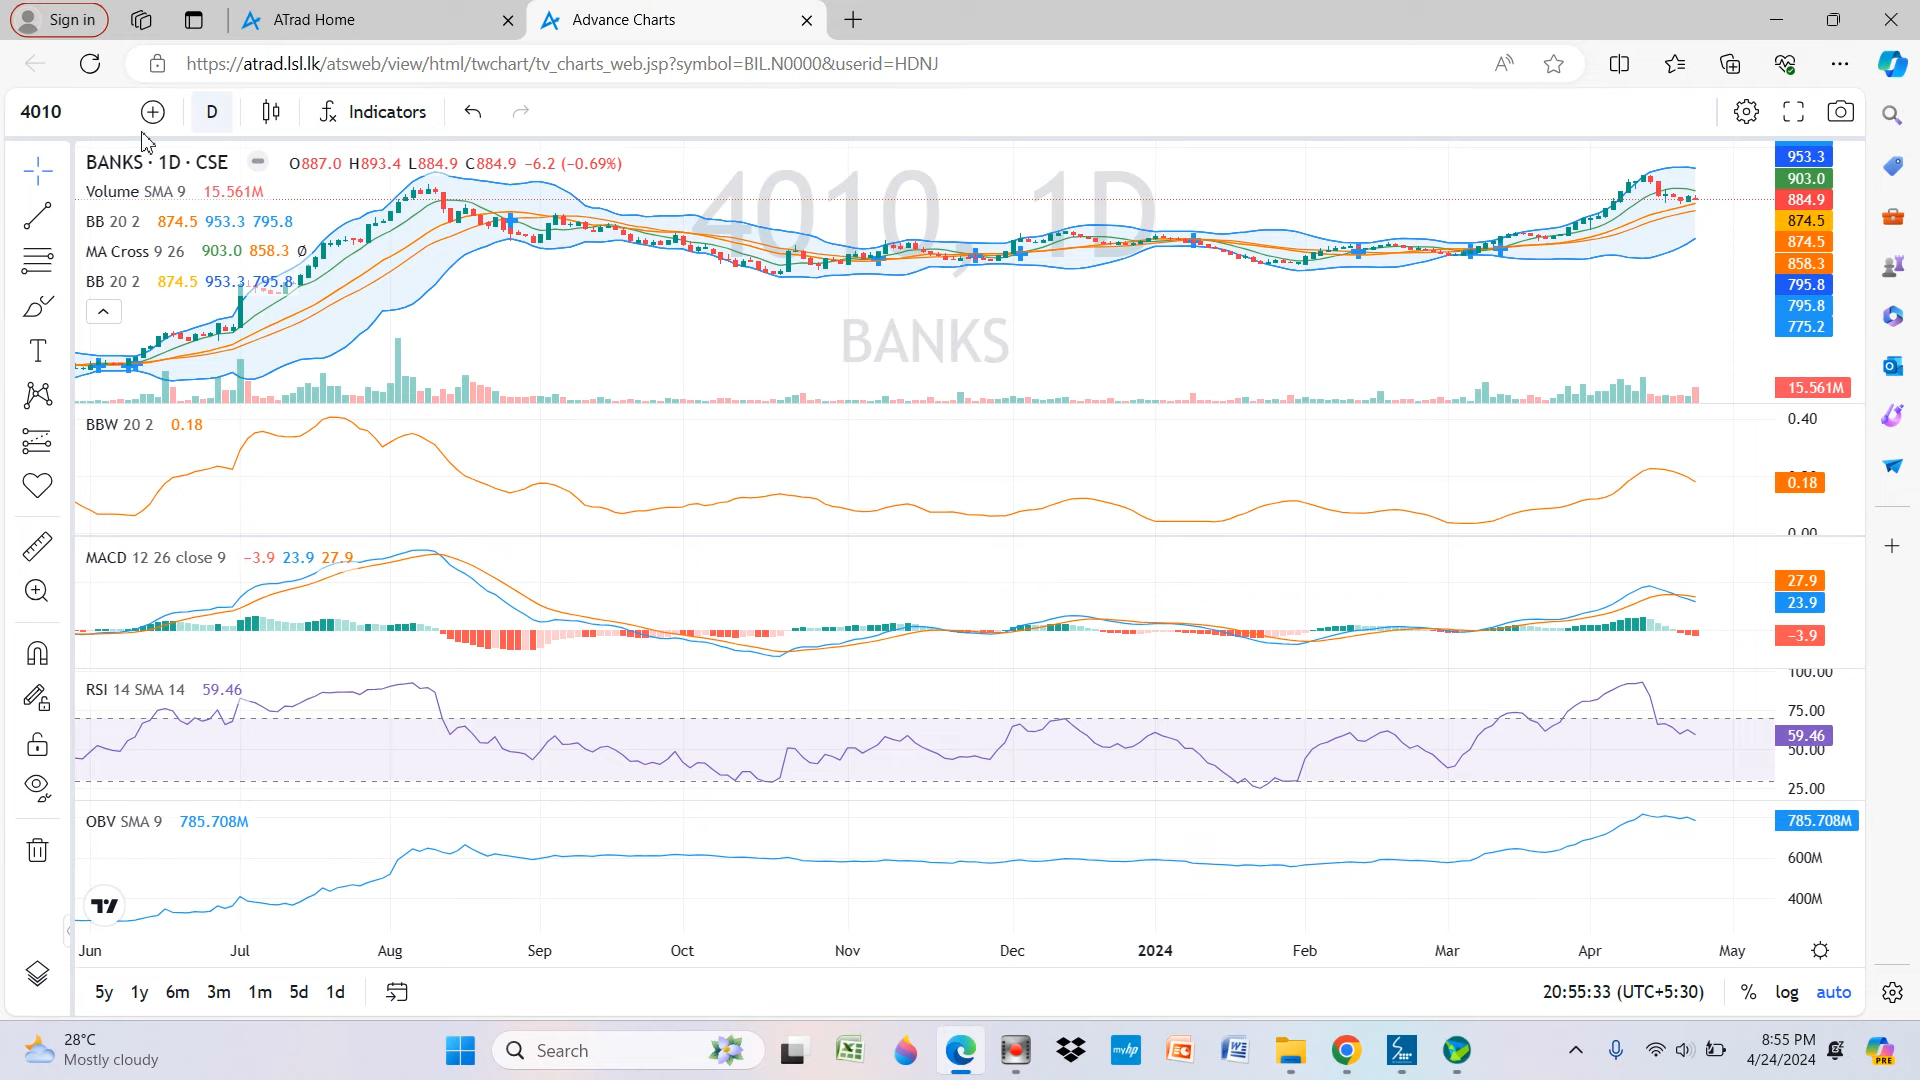 Sign in
ATrad Home
Advance Charts
https://atrad.lsl.lk/atsweb/view/html/twchart/tv_charts_web.jsp?symbol=BIL.N0000&userid=HDNJ
4010
D
Indicators
BANKS · 1D · CSE O887.0 H893.4 L884.9 C884.9 -6.2 (-0.69%)
Volume SMA 9 15.561M
BB 20 2 874.5 953.3 795.8
MA Cross 9 26 903.0 858.3 Ø
BB 20 2 874.5 953.3 795.8
4010, 1D
BANKS
953.3
903.0
884.9
874.5
874.5
858.3
795.8
795.8
775.2
15.561M
BBW 20 2 0.18
0.40
0.18
0.00
MACD 12 26 close 9 -3.9 23.9 27.9
27.9
23.9
-3.9
RSI 14 SMA 14 59.46
100.00
75.00
59.46
50.00
25.00
OBV SMA 9 785.708M
785.708M
600M
400M
Jun Jul Aug Sep Oct Nov Dec 2024 Feb Mar Apr May
5y 1y 6m 3m 1m 5d 1d
20:55:33 (UTC+5:30) % log auto
28°C
Mostly cloudy
Search
myhp
8:55 PM
4/24/2024
PRE